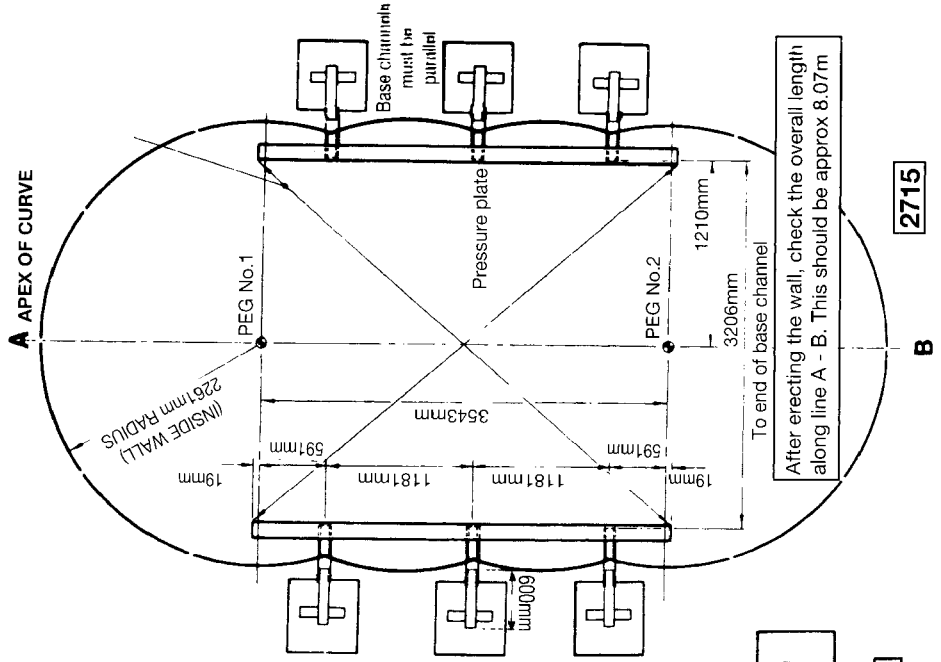 A APEX OF CURVE
(INSIDE WALL)
2261mm RADIUS
PEG No.1
Base channels
must be
parallel
19mm
591mm
1181mm
1181mm
591mm
19mm
3543mm
Pressure plate
PEG No.2
1210mm
3206mm
To end of base channel
600mm
After erecting the wall, check the overall length
along line A - B. This should be approx 8.07m
B
2715